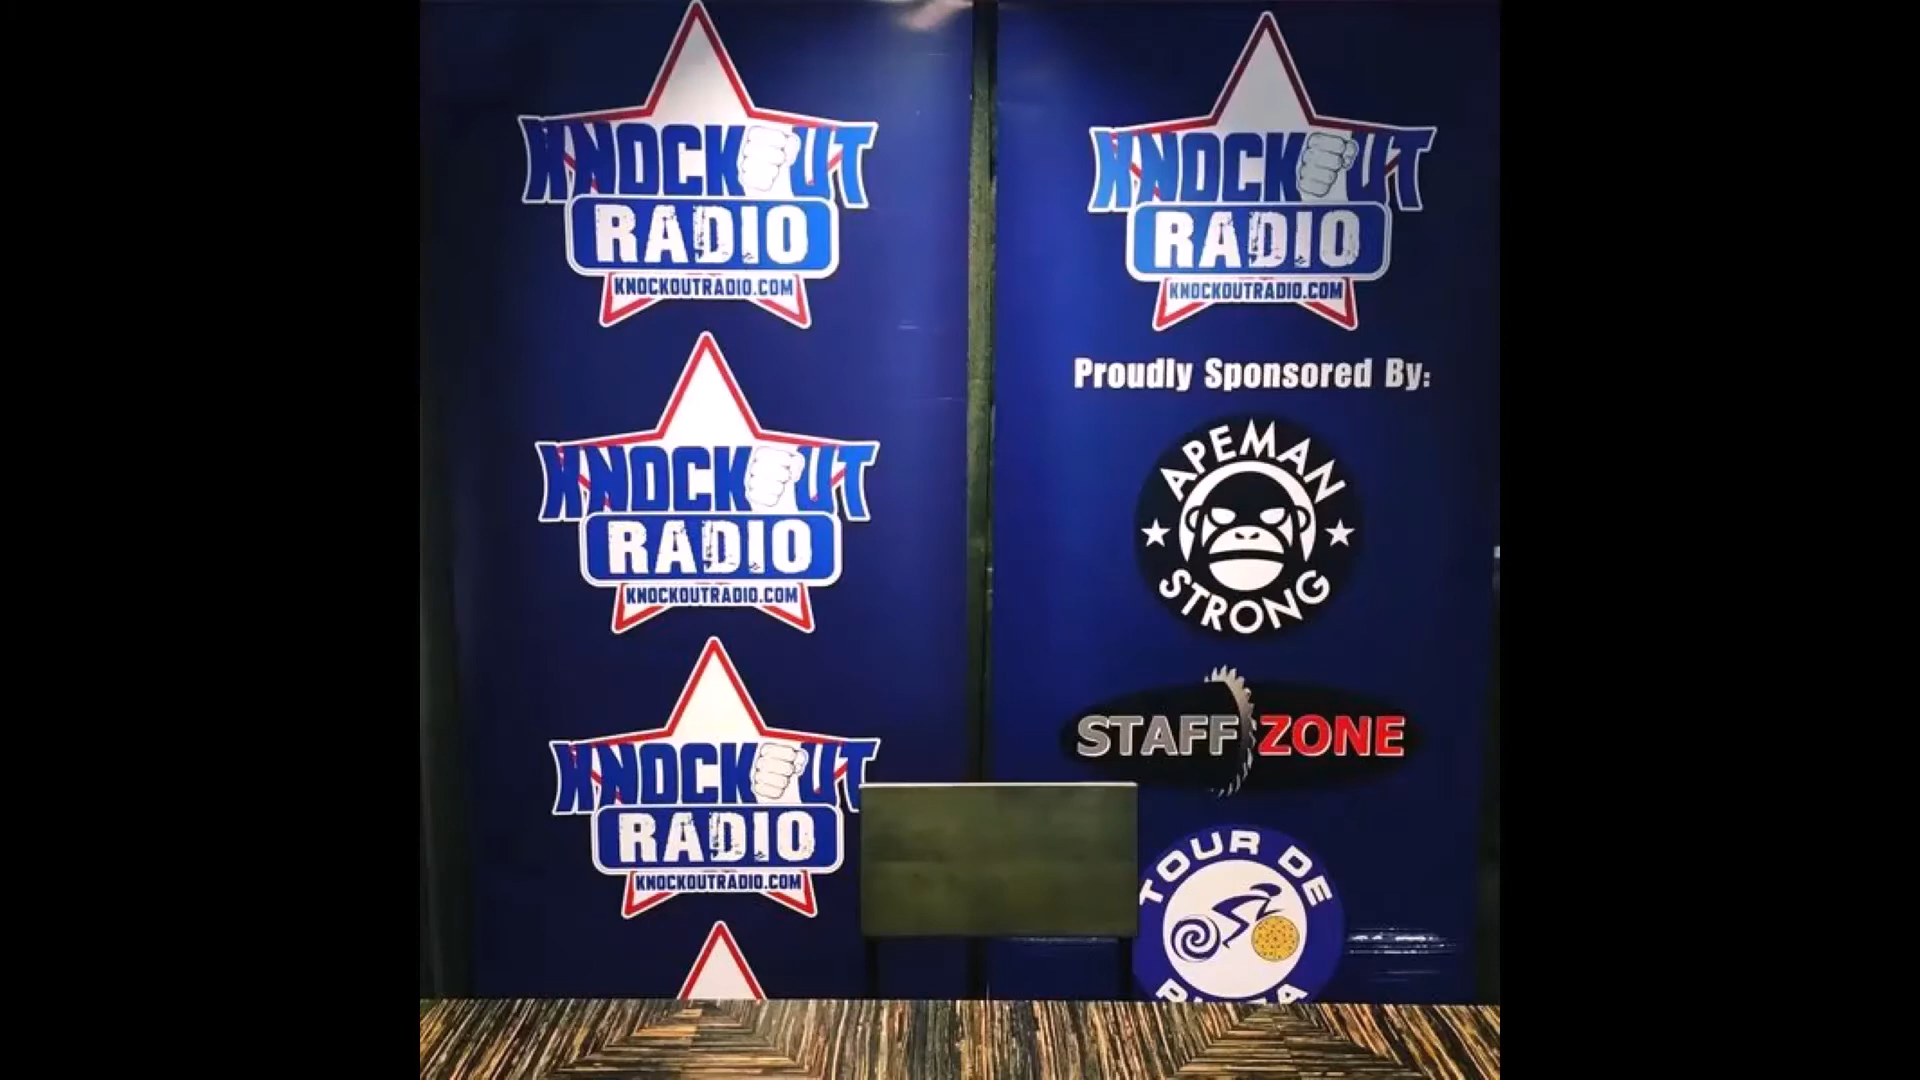 KNOCKOUT
RADIO
KNOCKOUTRADIO.COM
KNOCKOUT
RADIO
KNOCKOUTRADIO.COM
KNOCKOUT
RADIO
KNOCKOUTRADIO.COM
KNOCKOUT
RADIO
KNOCKOUTRADIO.COM
Proudly Sponsored By:
APEMAN
STRONG
STAFF ZONE
TOUR DE